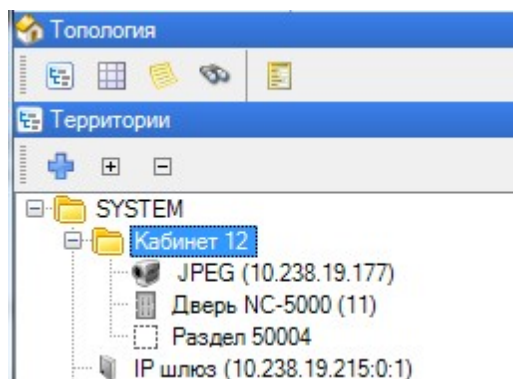 Топология
Территории
SYSTEM
Кабинет 12
JPEG (10.238.19.177)
Дверь NC-5000 (11)
Раздел 50004
IP шлюз (10.238.19.215:0:1)